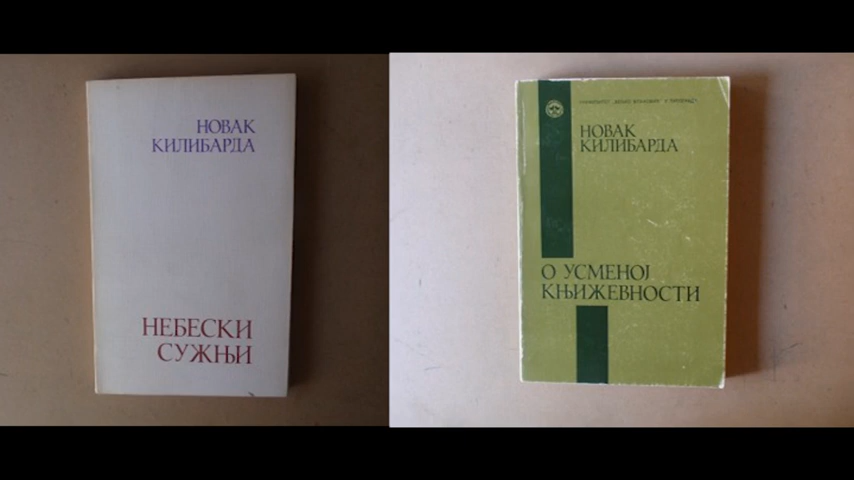 НОВАК
КИЛИБАРДА
НЕБЕСКИ
СУЖЊИ
НОВАК
КИЛИБАРДА
О УСМЕНОЈ
КЊИЖЕВНОСТИ